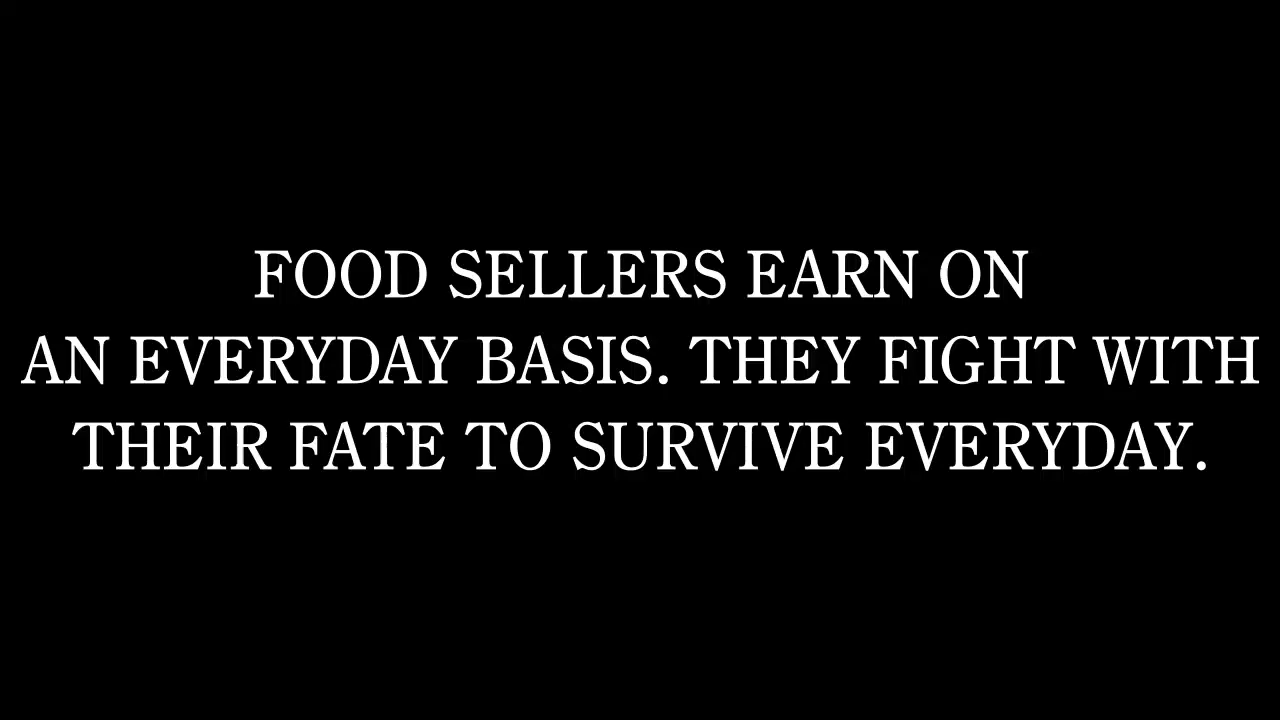 FOOD SELLERS EARN ON
AN EVERYDAY BASIS. THEY FIGHT WITH
THEIR FATE TO SURVIVE EVERYDAY.